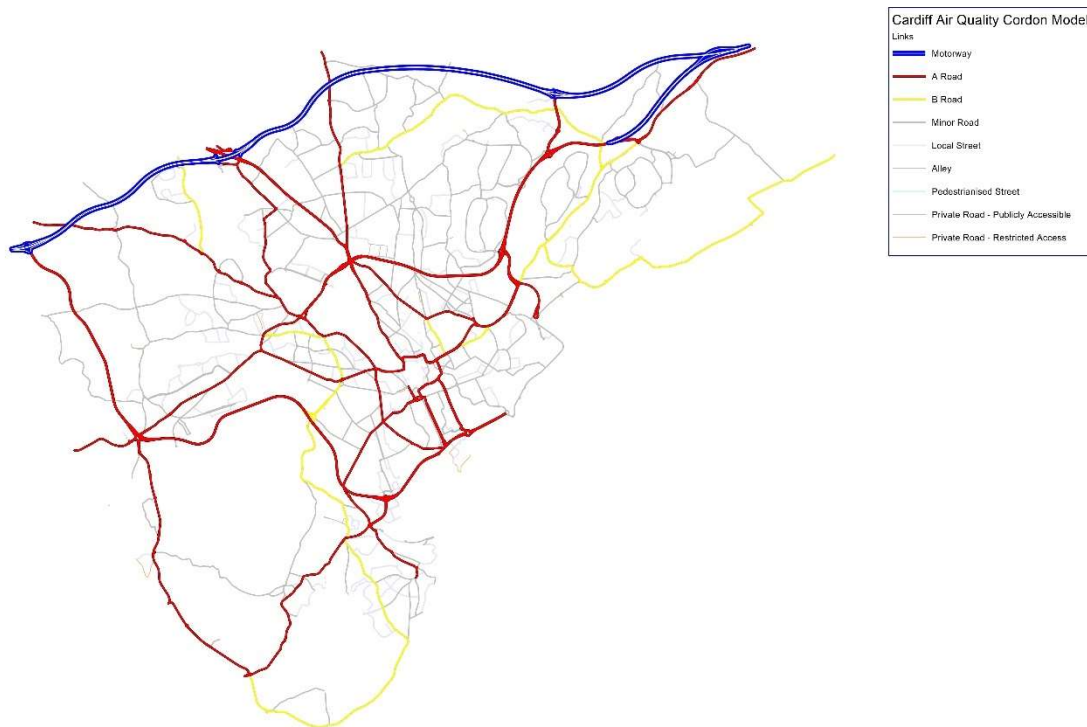 Cardiff Air Quality Cordon Model
Links
Motorway
A Road
B Road
Minor Road
Local Street
Alley
Pedestrianised Street
Private Road - Publicly Accessible
Private Road - Restricted Access